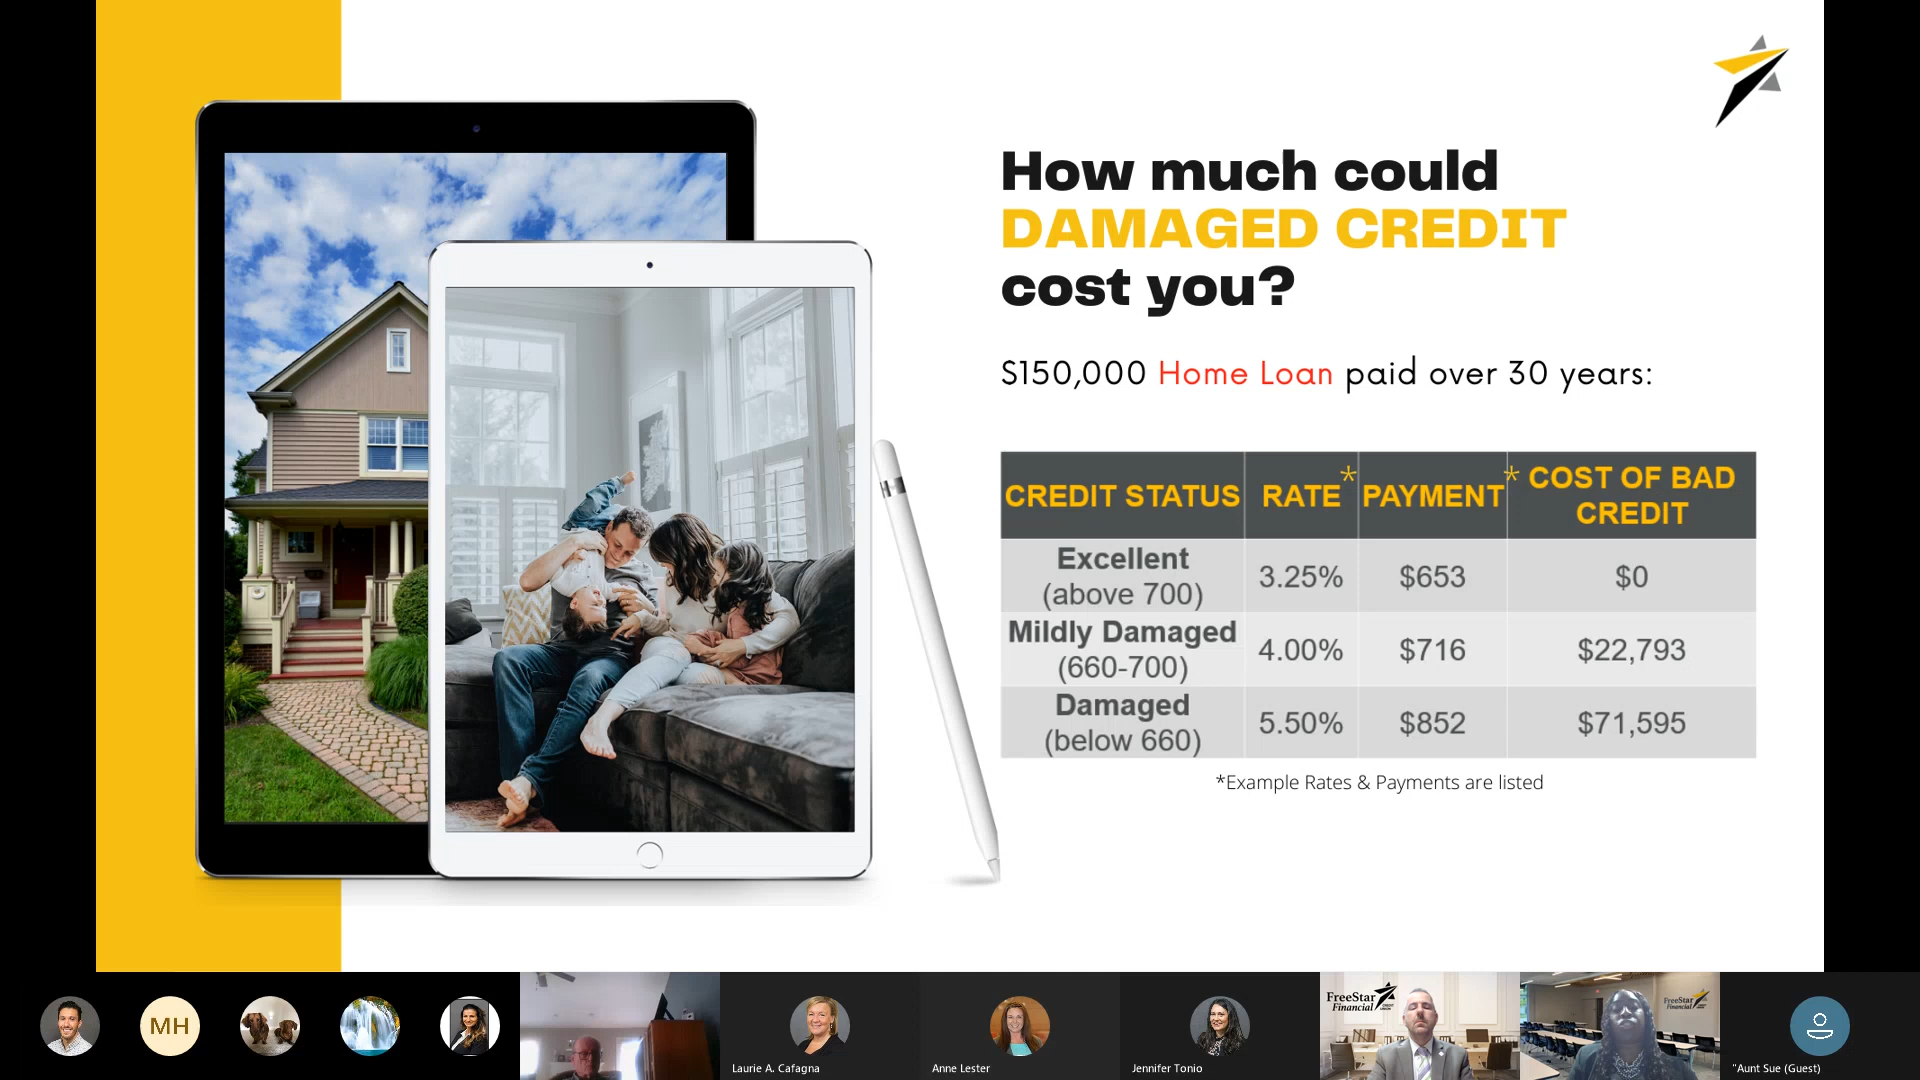 How much could
DAMAGED CREDIT
cost you?
$150,000 Home Loan paid over 30 years:
CREDIT STATUS RATE* PAYMENT* COST OF BAD CREDIT
Excellent (above 700) 3.25% $653 $0
Mildly Damaged (660-700) 4.00% $716 $22,793
Damaged (below 660) 5.50% $852 $71,595
*Example Rates & Payments are listed
MH
Laurie A. Cafagna
Anne Lester
Jennifer Tonio
FreeStar
Financial
FreeStar
Financial
"Aunt Sue (Guest)